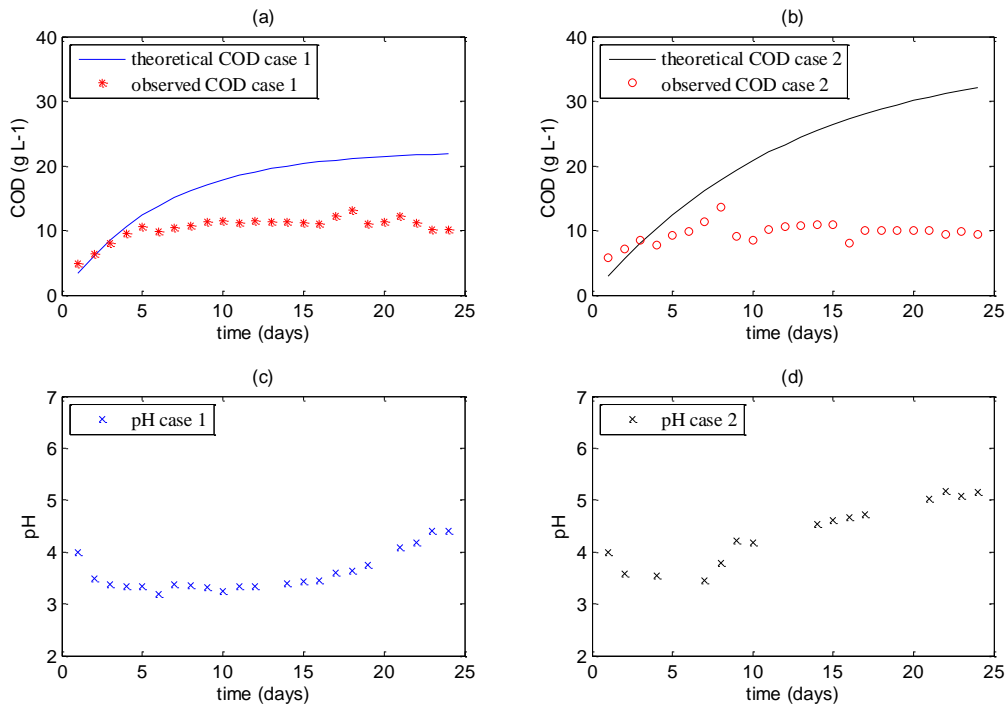 (a)
40
30
20
10
0
COD (g L-1)
theoretical COD case 1
observed COD case 1
0 5 10 15 20 25
time (days)
(b)
40
30
20
10
0
COD (g L-1)
theoretical COD case 2
observed COD case 2
0 5 10 15 20 25
time (days)
(c)
7
6
5
4
3
2
pH
pH case 1
0 5 10 15 20 25
time (days)
(d)
7
6
5
4
3
2
pH
pH case 2
0 5 10 15 20 25
time (days)